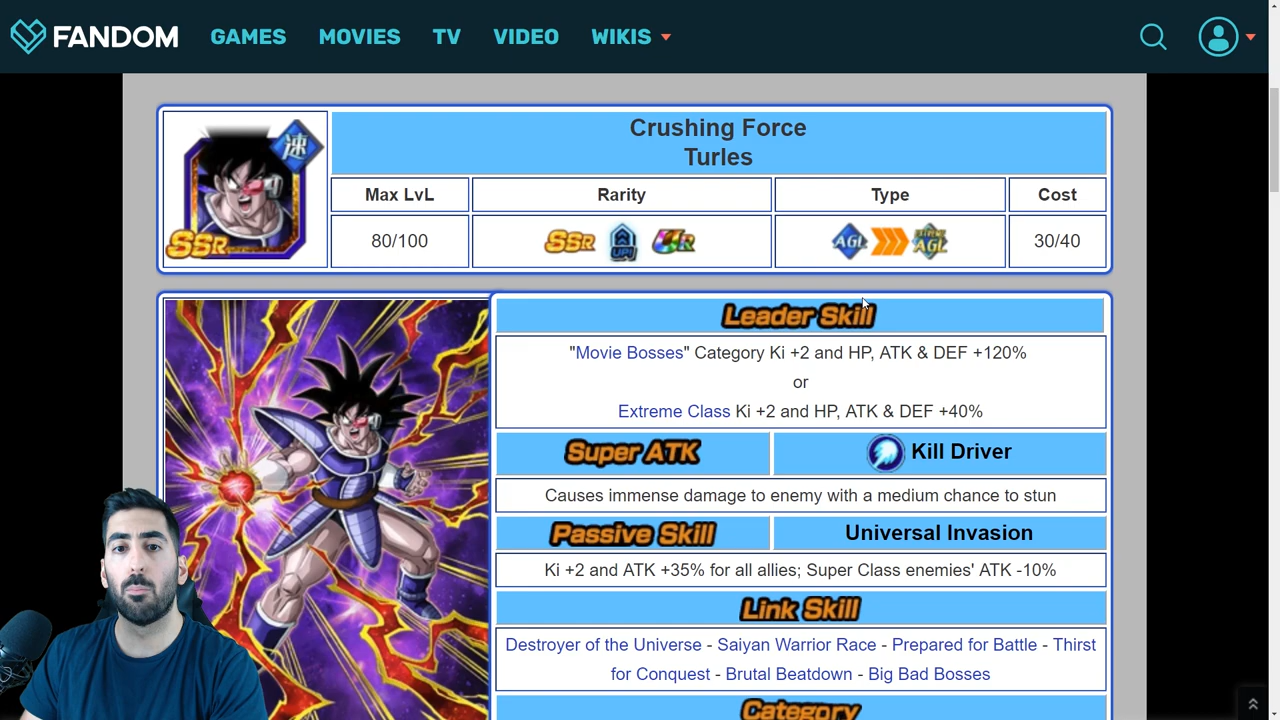 FANDOM GAMES MOVIES TV VIDEO WIKIS
速
SSR
Crushing Force
Turles
Max LvL Rarity Type Cost
80/100 SSR UP! UR AGL EXTREME AGL 30/40
Leader Skill
"Movie Bosses" Category Ki +2 and HP, ATK & DEF +120%
or
Extreme Class Ki +2 and HP, ATK & DEF +40%
Super ATK Kill Driver
Causes immense damage to enemy with a medium chance to stun
Passive Skill Universal Invasion
Ki +2 and ATK +35% for all allies; Super Class enemies' ATK -10%
Link Skill
Destroyer of the Universe - Saiyan Warrior Race - Prepared for Battle - Thirst
for Conquest - Brutal Beatdown - Big Bad Bosses
Category